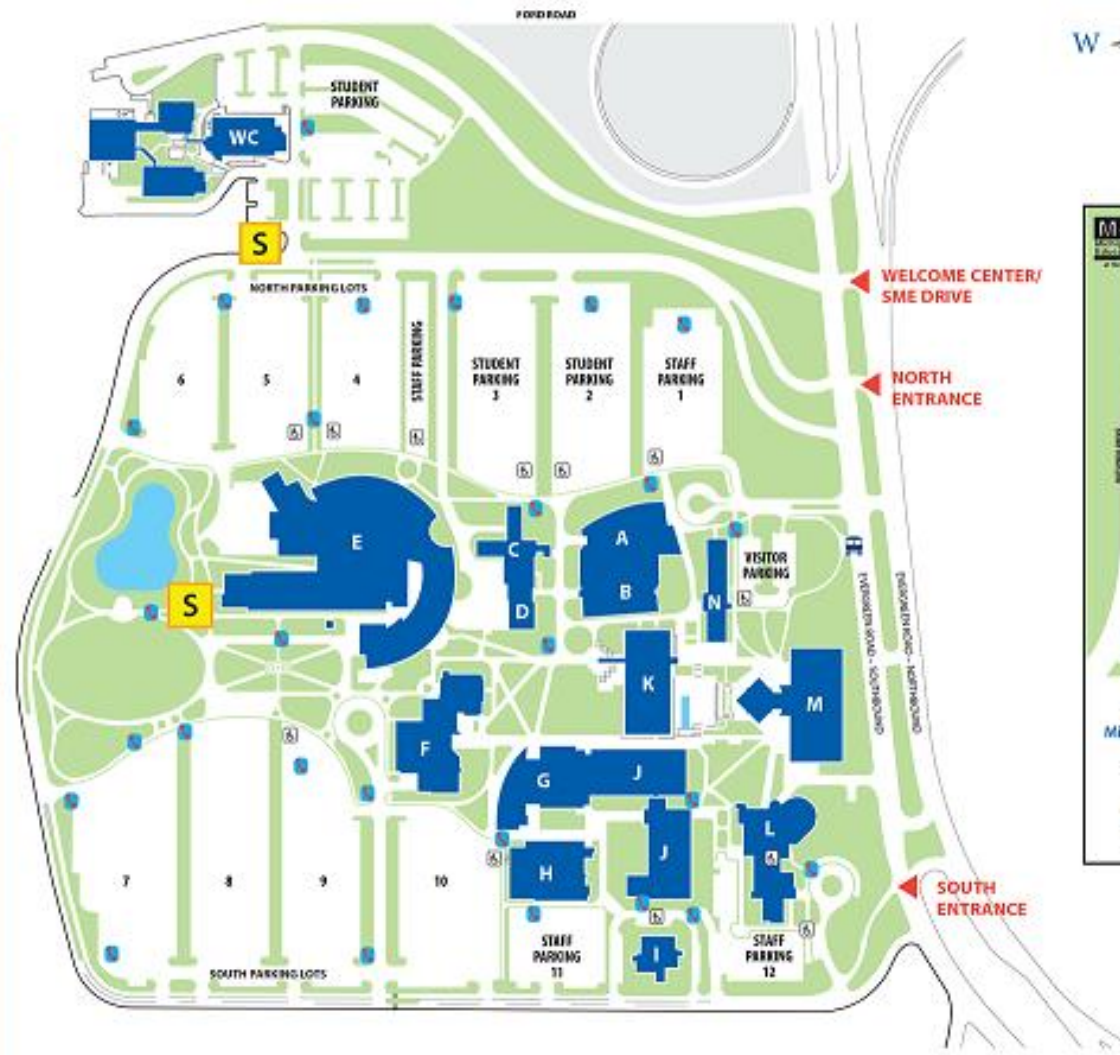 FORD ROAD
W
STUDENT
PARKING
WC
S
WELCOME CENTER/
SME DRIVE
NORTH PARKING LOTS
6
5
4
STAFF PARKING
STUDENT
PARKING
3
STUDENT
PARKING
2
STAFF
PARKING
1
NORTH
ENTRANCE
E
C
D
A
B
N
VISITOR
PARKING
S
EVERGREEN ROAD - SOUTHBOUND
EVERGREEN ROAD - NORTHBOUND
K
M
F
G
J
L
J
H
I
7
8
9
10
STAFF
PARKING
11
STAFF
PARKING
12
SOUTH PARKING LOTS
SOUTH
ENTRANCE
M